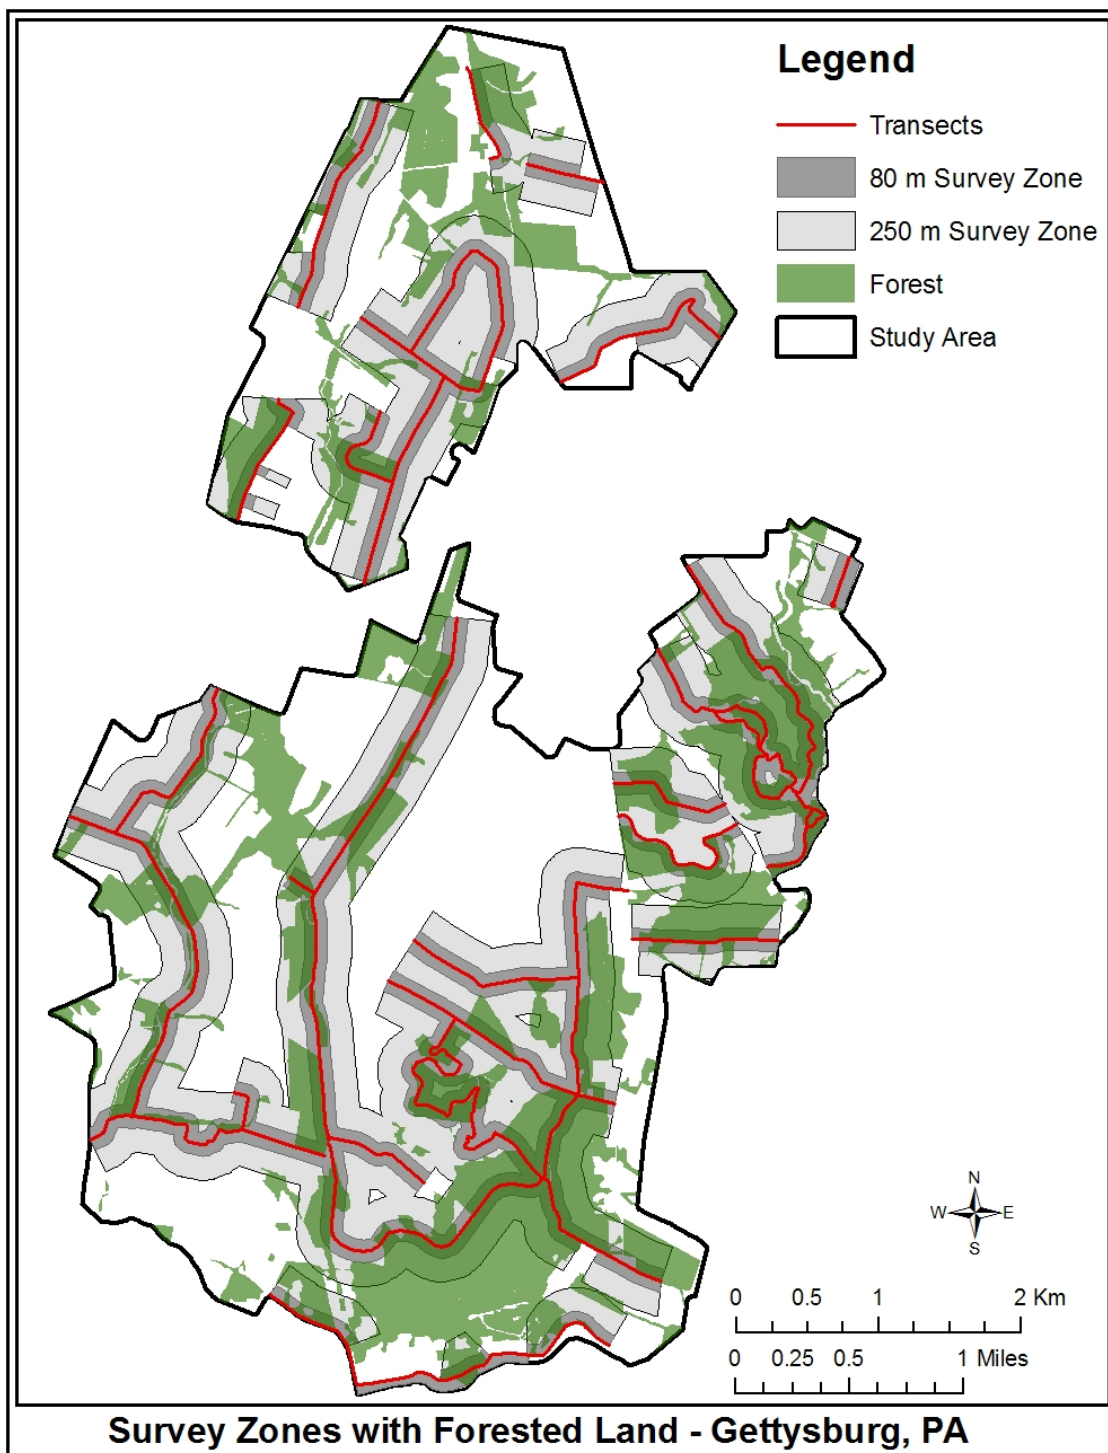 Legend
Transects
80 m Survey Zone
250 m Survey Zone
Forest
Study Area
N
W E
S
0 0.5 1 2 Km
0 0.25 0.5 1 Miles
Survey Zones with Forested Land - Gettysburg, PA